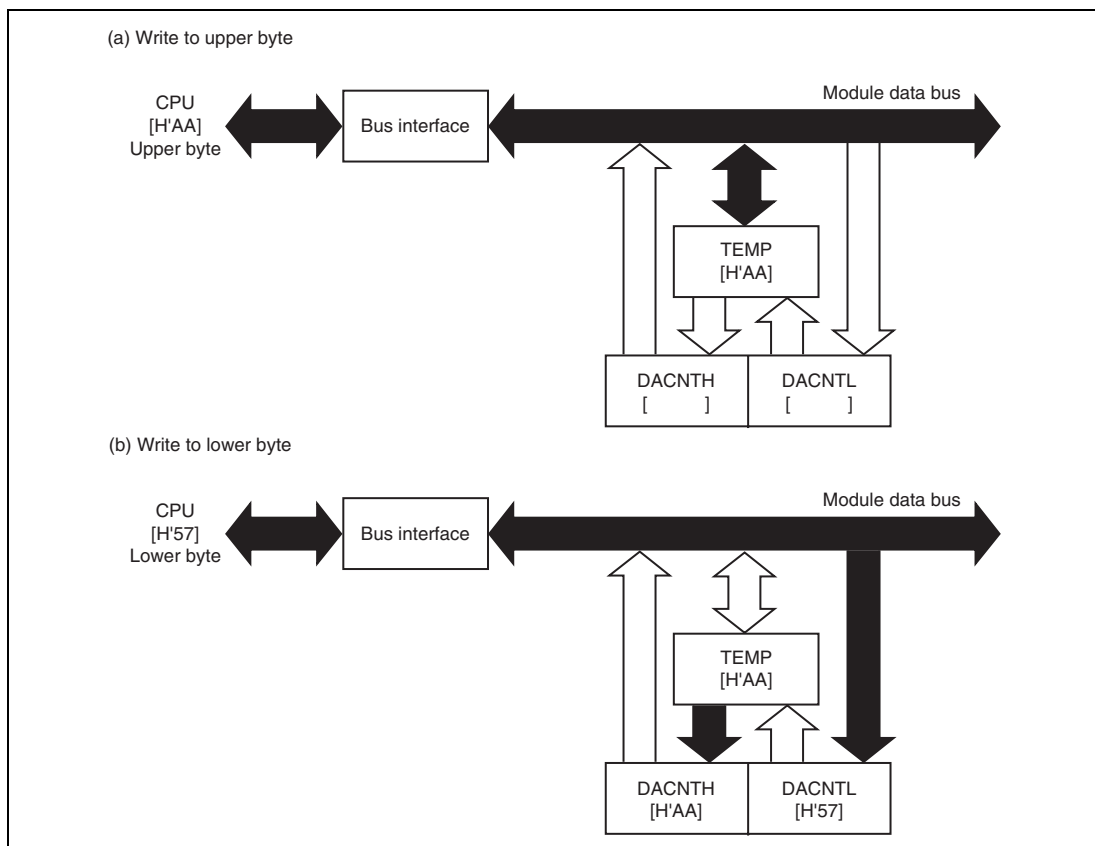 (a) Write to upper byte
CPU
[H'AA]
Upper byte
Bus interface
Module data bus
TEMP
[H'AA]
DACNTH
[ ]
DACNTL
[ ]
(b) Write to lower byte
CPU
[H'57]
Lower byte
Bus interface
Module data bus
TEMP
[H'AA]
DACNTH
[H'AA]
DACNTL
[H'57]